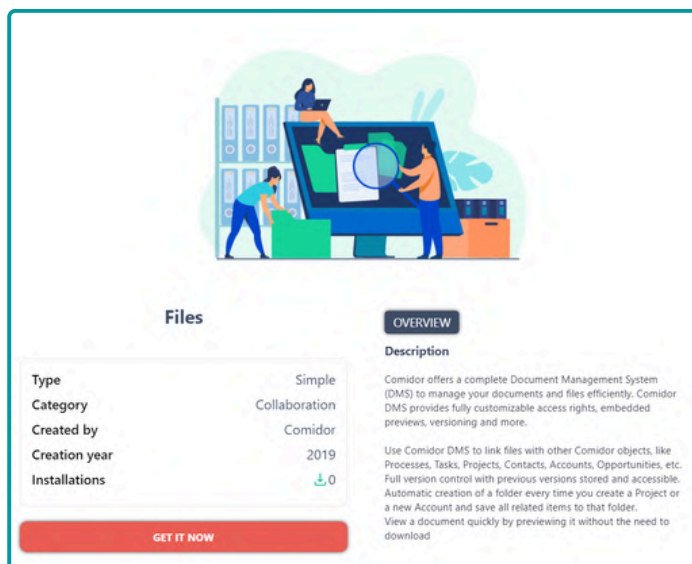 Files
Type Simple
Category Collaboration
Created by Comidor
Creation year 2019
Installations 0
GET IT NOW
OVERVIEW
Description
Comidor offers a complete Document Management System
(DMS) to manage your documents and files efficiently. Comidor
DMS provides fully customizable access rights, embedded
previews, versioning and more.
Use Comidor DMS to link files with other Comidor objects, like
Processes, Tasks, Projects, Contacts, Accounts, Opportunities, etc.
Full version control with previous versions stored and accessible.
Automatic creation of a folder every time you create a Project or
a new Account and save all related items to that folder.
View a document quickly by previewing it without the need to
download